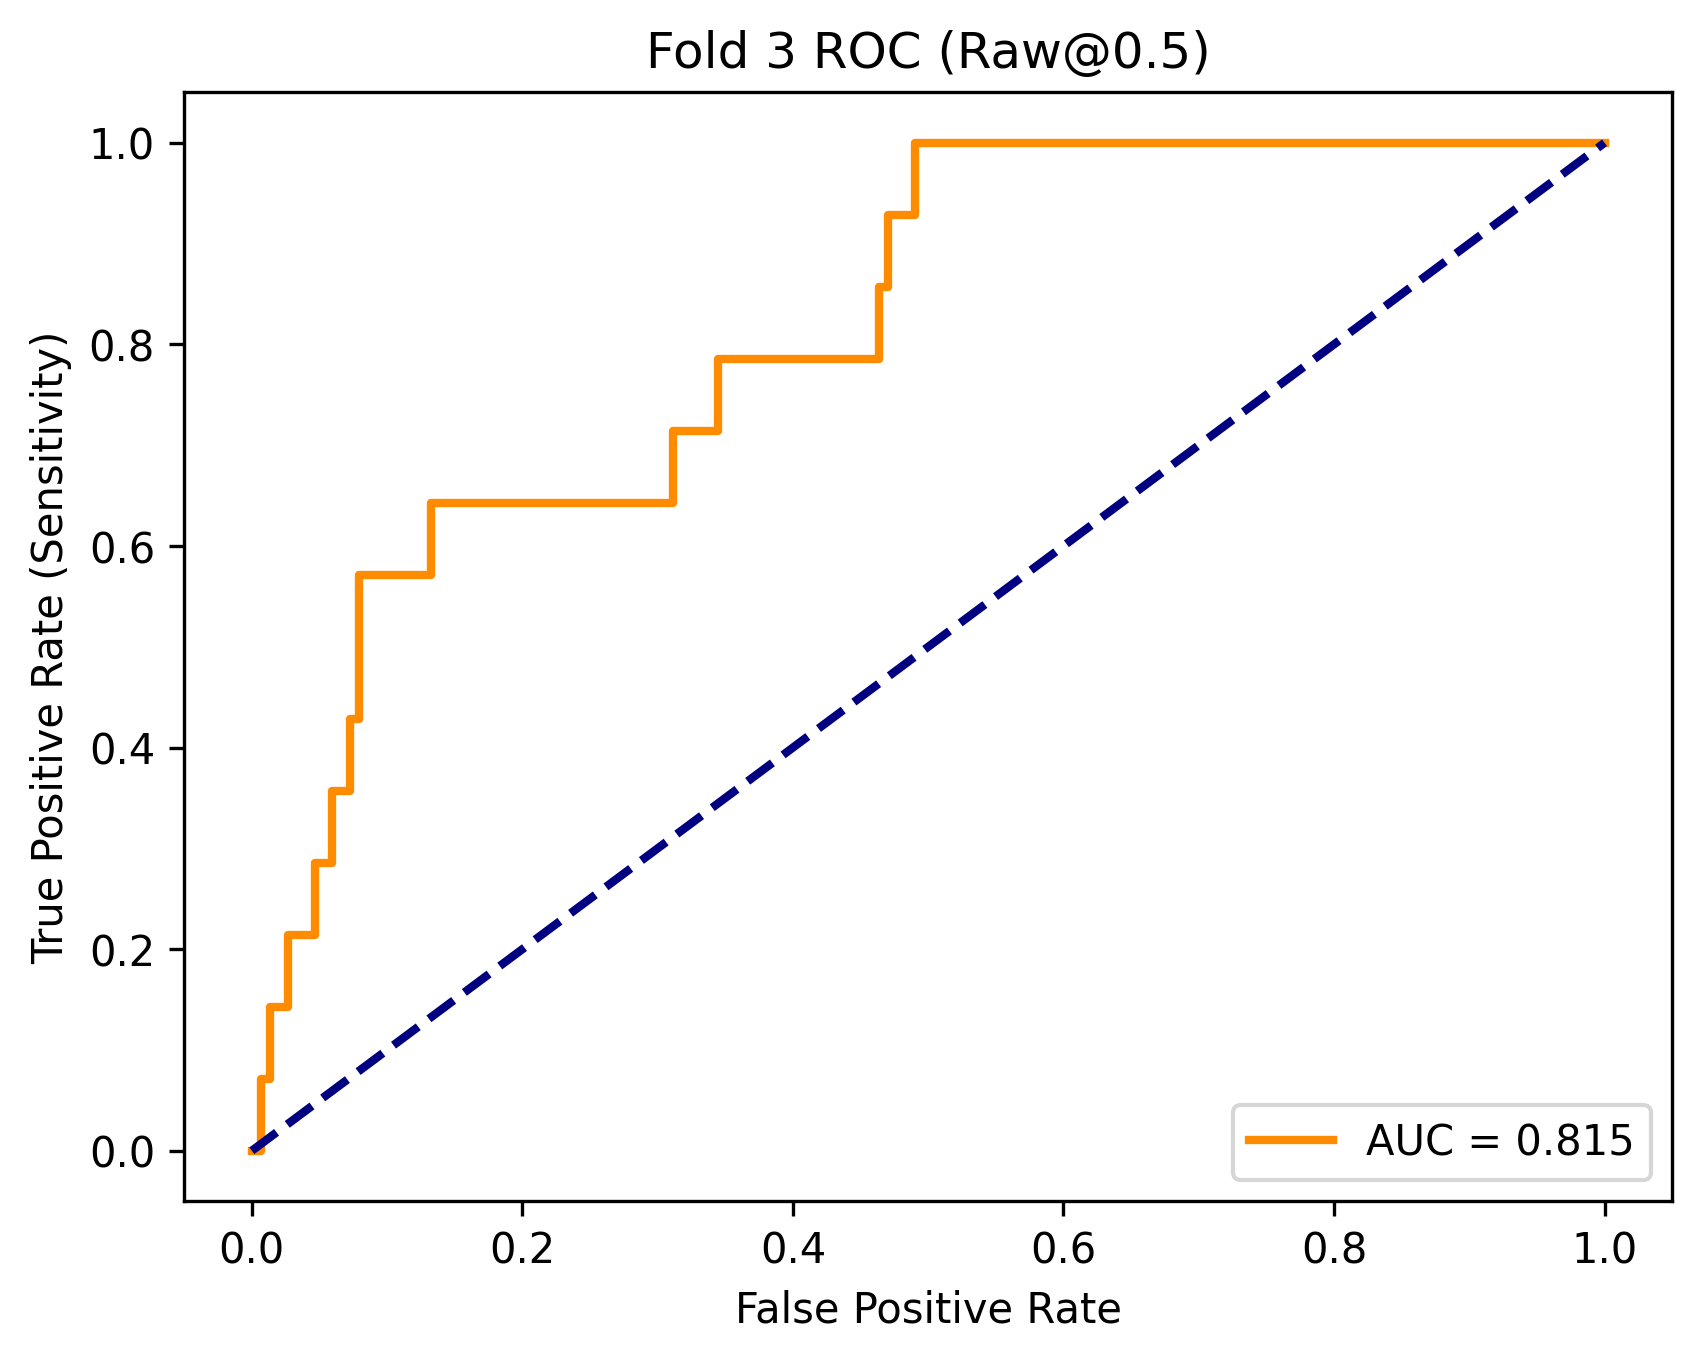 Fold 3 ROC (Raw@0.5)
True Positive Rate (Sensitivity)
1.0
0.8
0.6
0.4
0.2
0.0
AUC = 0.815
0.0 0.2 0.4 0.6 0.8 1.0
False Positive Rate